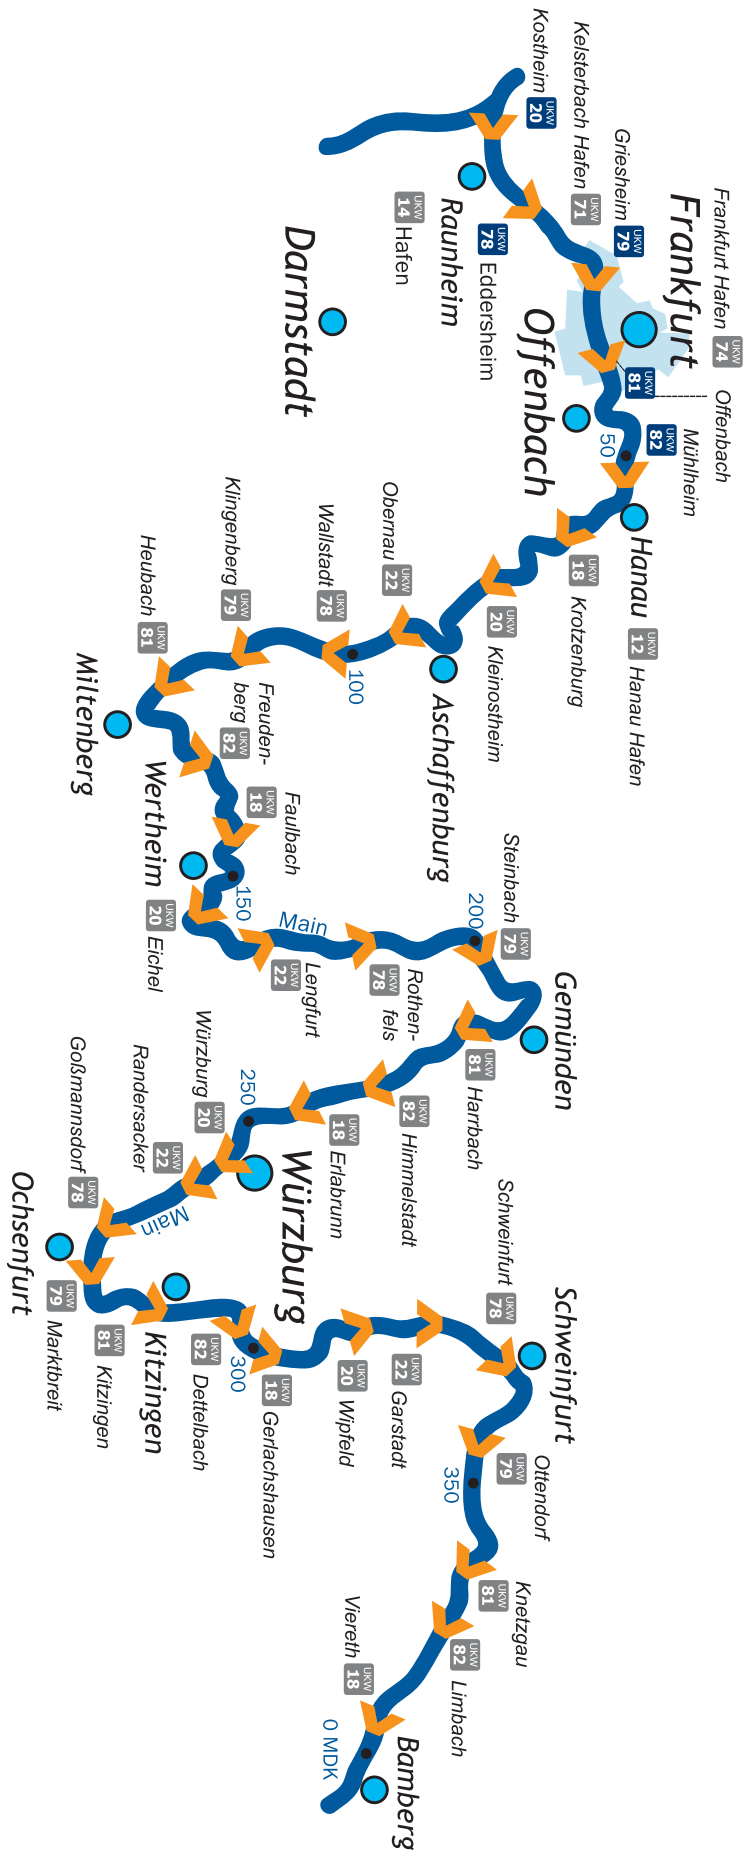 Kostheim
UKW
20
Kelsterbach Hafen
UKW
71
Griesheim
UKW
79
Frankfurt Hafen
UKW
74
Frankfurt
Raunheim
UKW
14
Hafen
UKW
78
Eddersheim
Darmstadt
Offenbach
UKW
81
Offenbach
UKW
82
Mühlheim
50
Hanau
UKW
12
Hanau Hafen
UKW
18
Krotzenburg
UKW
20
Kleinostheim
Aschaffenburg
Obernau
UKW
22
100
Wallstadt
UKW
78
Klingenberg
UKW
79
Heubach
UKW
81
Miltenberg
Freuden-
berg
UKW
82
Faulbach
UKW
18
Wertheim
150
UKW
20
Eichel
Main
Lengfurt
UKW
22
Rothen-
fels
UKW
78
200
Steinbach
UKW
79
Gemünden
UKW
81
Harrbach
UKW
82
Himmelstadt
UKW
18
Erlabrunn
250
Würzburg
UKW
20
Würzburg
Randersacker
UKW
22
Main
Goßmannsdorf
UKW
78
Ochsenfurt
UKW
79
Marktbreit
UKW
81
Kitzingen
Kitzingen
UKW
82
Dettelbach
300
UKW
18
Gerlachshausen
UKW
20
Wipfeld
UKW
22
Garstadt
Schweinfurt
UKW
78
Schweinfurt
UKW
79
Ottendorf
350
UKW
81
Knetzgau
UKW
82
Limbach
Viereth
UKW
18
0 MDK
Bamberg